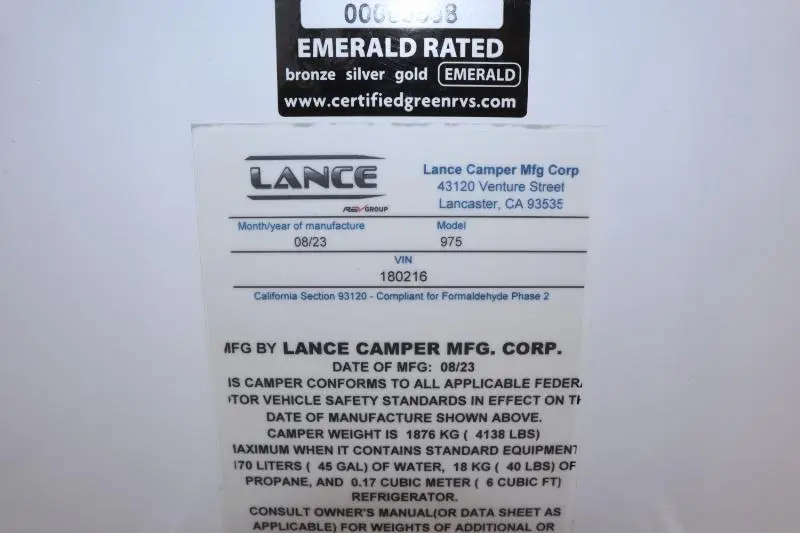 EMERALD RATED
bronze silver gold EMERALD
www.certifiedgreenrvs.com
LANCE
REV GROUP
Lance Camper Mfg Corp
43120 Venture Street
Lancaster, CA 93535
Month/year of manufacture Model
08/23 975
VIN
180216
California Section 93120 - Compliant for Formaldehyde Phase 2
MFG BY LANCE CAMPER MFG. CORP.
DATE OF MFG: 08/23
IS CAMPER CONFORMS TO ALL APPLICABLE FEDERA
TOR VEHICLE SAFETY STANDARDS IN EFFECT ON TH
DATE OF MANUFACTURE SHOWN ABOVE.
CAMPER WEIGHT IS 1876 KG ( 4138 LBS)
MAXIMUM WHEN IT CONTAINS STANDARD EQUIPMENT
170 LITERS ( 45 GAL) OF WATER, 18 KG ( 40 LBS) OF
PROPANE, AND 0.17 CUBIC METER ( 6 CUBIC FT)
REFRIGERATOR.
CONSULT OWNER'S MANUAL(OR DATA SHEET AS
APPLICABLE) FOR WEIGHTS OF ADDITIONAL OR